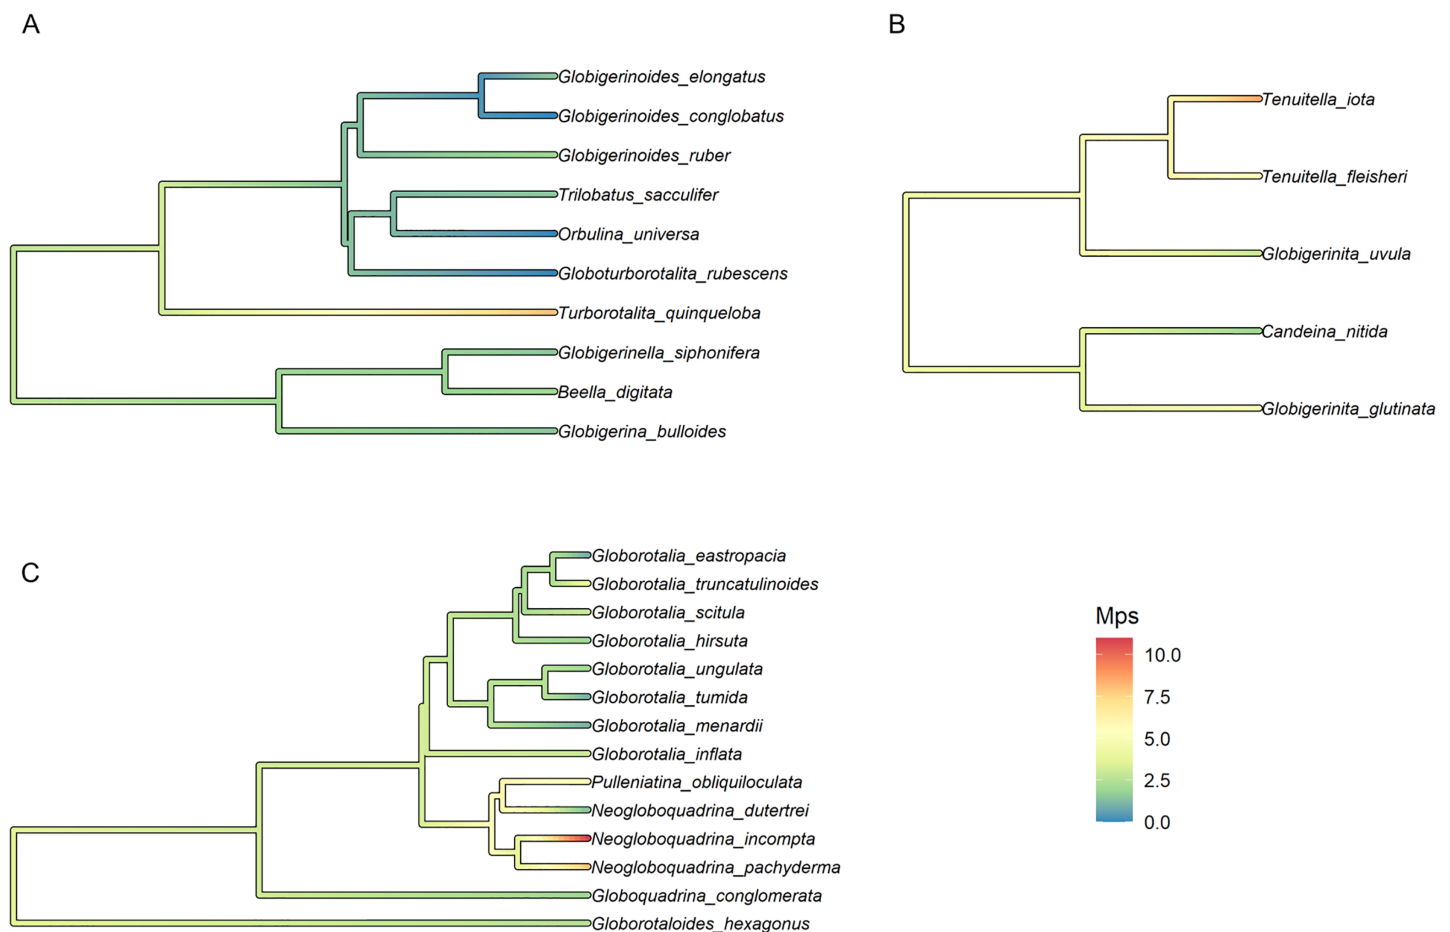 A
Globigerinoides_elongatus
Globigerinoides_conglobatus
Globigerinoides_ruber
Trilobatus_sacculifer
Orbulina_universa
Globoturborotalita_rubescens
Turborotalita_quinqueloba
Globigerinella_siphonifera
Beella_digitata
Globigerina_bulloides
B
Tenuitella_iota
Tenuitella_fleisheri
Globigerinita_uvula
Candeina_nitida
Globigerinita_glutinata
C
Globorotalia_eastropacia
Globorotalia_truncatulinoides
Globorotalia_scitula
Globorotalia_hirsuta
Globorotalia_ungulata
Globorotalia_tumida
Globorotalia_menardii
Globorotalia_inflata
Pulleniatina_obliquiloculata
Neogloboquadrina_dutertrei
Neogloboquadrina_incompta
Neogloboquadrina_pachyderma
Globoquadrina_conglomerata
Globorotaloides_hexagonus
Mps
10.0
7.5
5.0
2.5
0.0